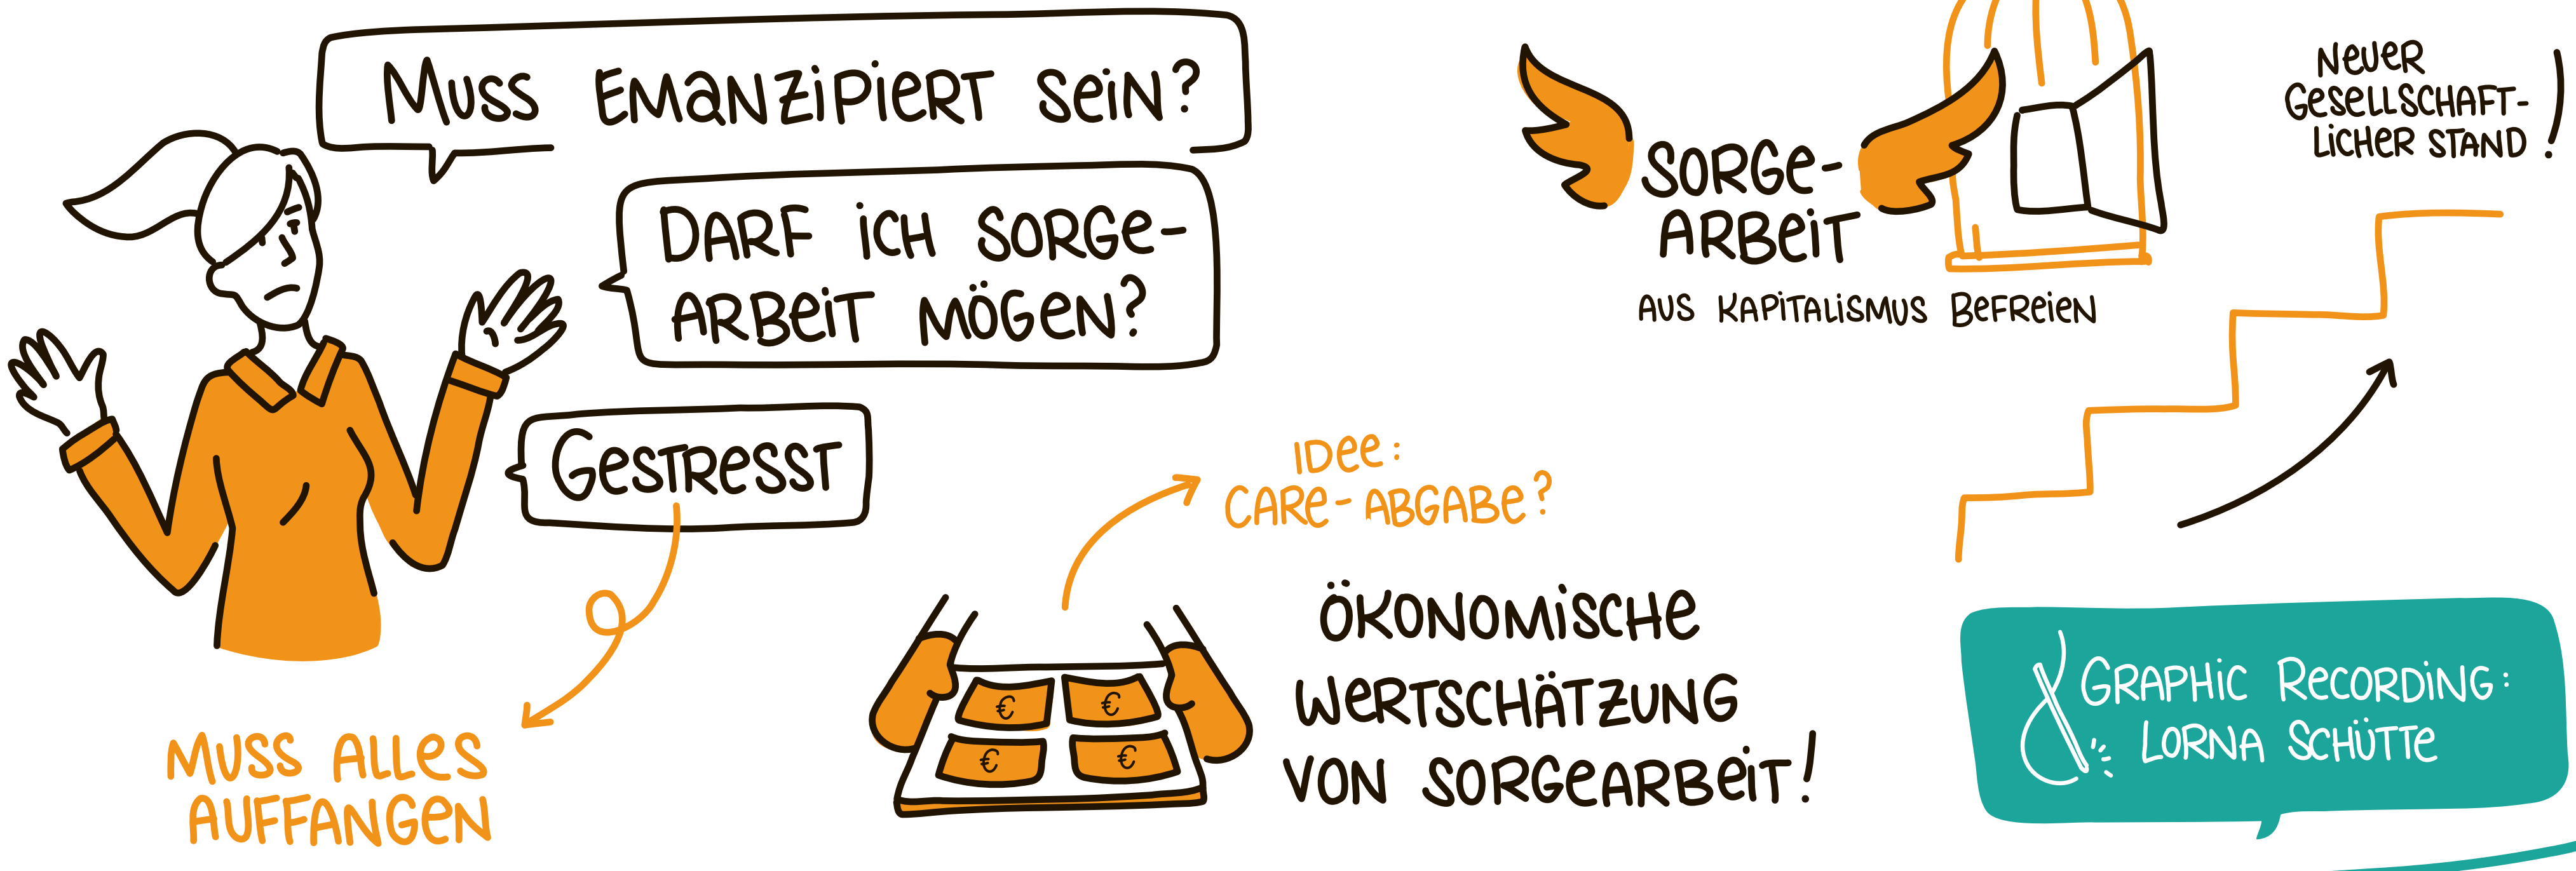 Muss EMANZIPIERT SEIN?
DARF ICH SORGE-
ARBEIT MÖGEN?
GESTRESST
MUSS ALLES
AUFFANGEN
IDEE:
CARE-ABGABE?
€ €
€ €
ÖKONOMISCHE
WERTSCHÄTZUNG
VON SORGEARBEIT!
SORGE-
ARBEIT
AUS KAPITALISMUS BEFREIEN
NEUER
GESELLSCHAFT-
LICHER STAND!
GRAPHIC RECORDING:
LORNA SCHÜTTE